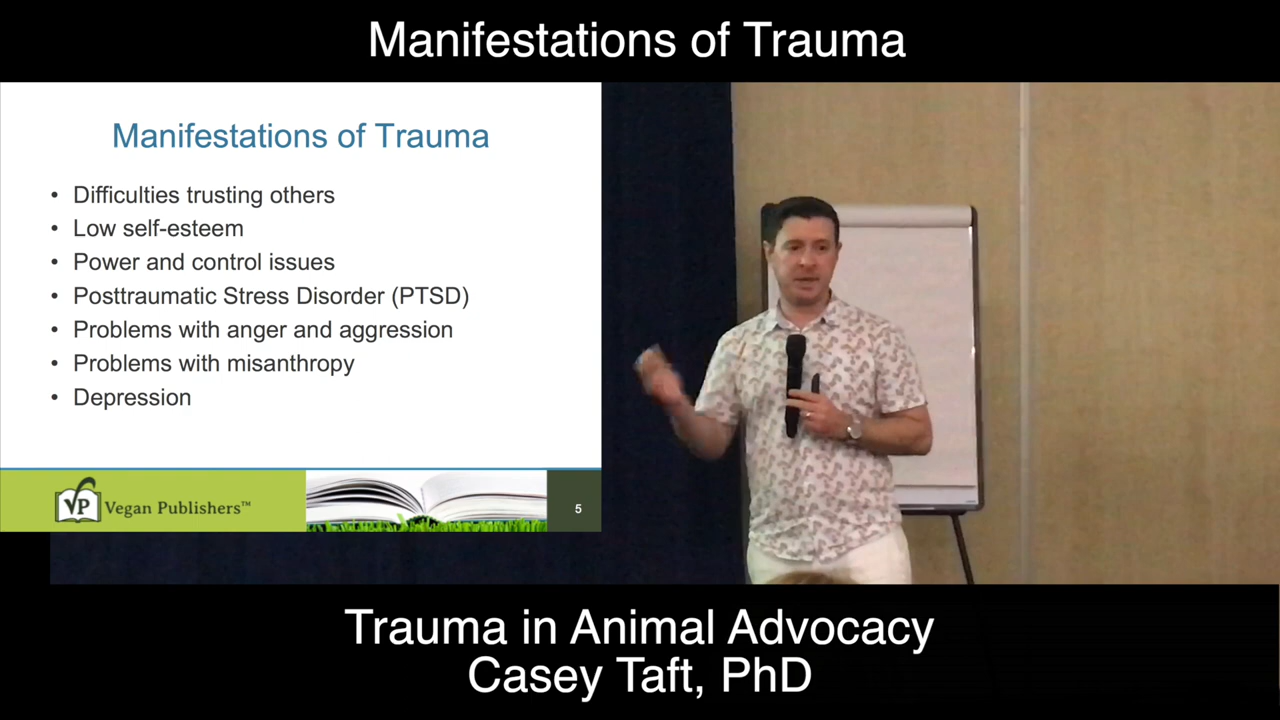 Manifestations of Trauma
Manifestations of Trauma
• Difficulties trusting others
• Low self-esteem
• Power and control issues
• Posttraumatic Stress Disorder (PTSD)
• Problems with anger and aggression
• Problems with misanthropy
• Depression
VP Vegan Publishers™
5
Trauma in Animal Advocacy
Casey Taft, PhD